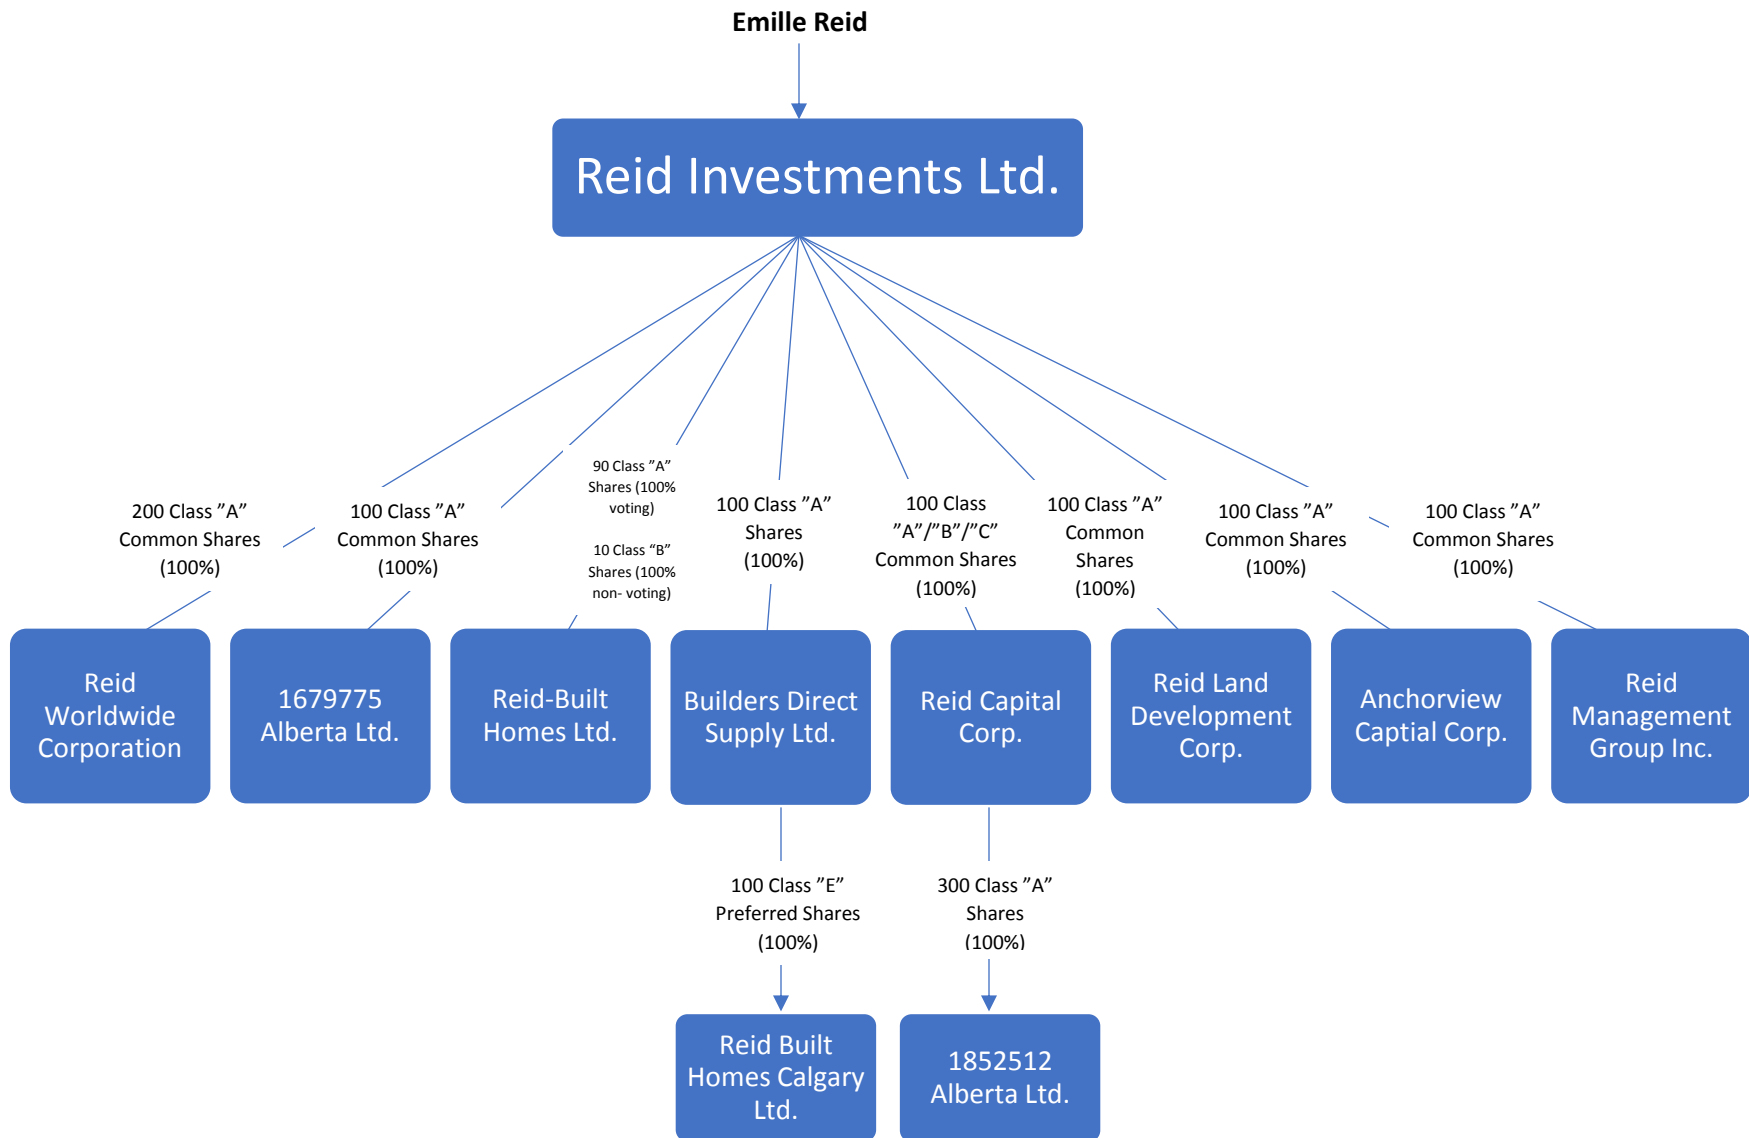 Emille Reid
Reid Investments Ltd.
200 Class ”A”
Common Shares
(100%)
100 Class ”A”
Common Shares
(100%)
90 Class ”A”
Shares (100%
voting)
10 Class “B”
Shares (100%
non- voting)
100 Class ”A”
Shares
(100%)
100 Class
”A”/”B”/”C”
Common Shares
(100%)
100 Class ”A”
Common
Shares
(100%)
100 Class ”A”
Common Shares
(100%)
100 Class ”A”
Common Shares
(100%)
Reid
Worldwide
Corporation
1679775
Alberta Ltd.
Reid-Built
Homes Ltd.
Builders Direct
Supply Ltd.
Reid Capital
Corp.
Reid Land
Development
Corp.
Anchorview
Captial Corp.
Reid
Management
Group Inc.
100 Class ”E”
Preferred Shares
(100%)
300 Class ”A”
Shares
(100%)
Reid Built
Homes Calgary
Ltd.
1852512
Alberta Ltd.